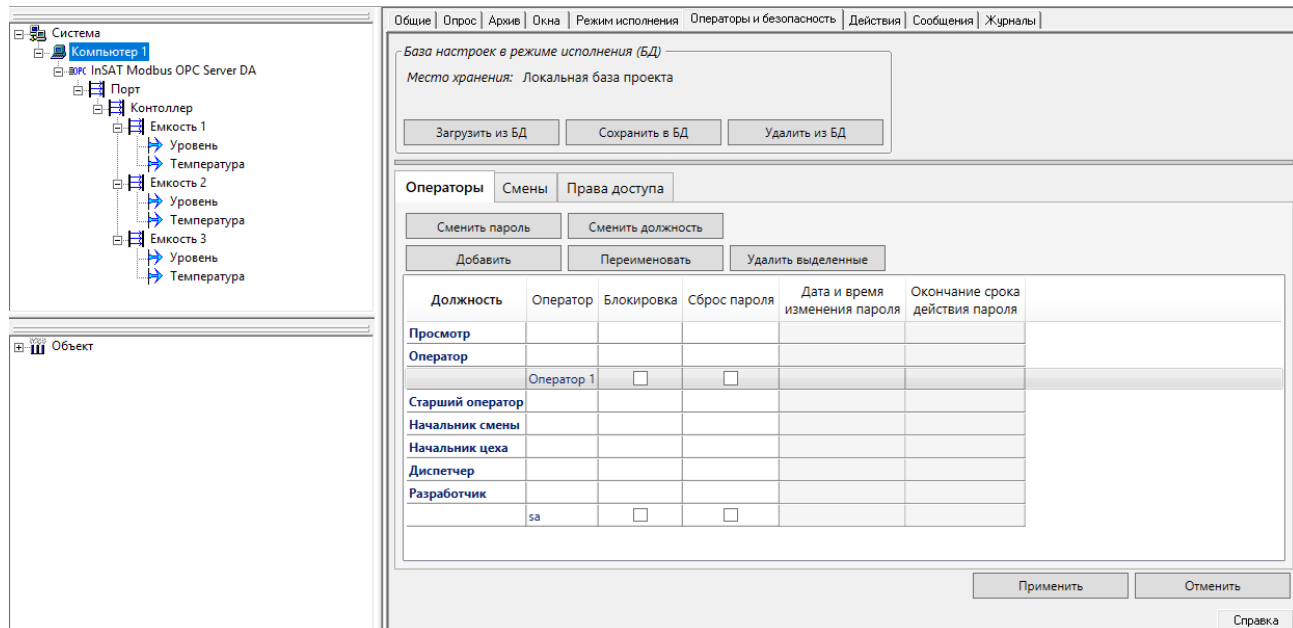 Система
Компьютер 1
OPC InSAT Modbus OPC Server DA
Порт
Контоллер
Емкость 1
Уровень
Температура
Емкость 2
Уровень
Температура
Емкость 3
Уровень
Температура
Объект
Общие Опрос Архив Окна Режим исполнения Операторы и безопасность Действия Сообщения Журналы
База настроек в режиме исполнения (БД)
Место хранения: Локальная база проекта
Загрузить из БД Сохранить в БД Удалить из БД
Операторы Смены Права доступа
Сменить пароль Сменить должность
Добавить Переименовать Удалить выделенные
Должность Оператор Блокировка Сброс пароля Дата и время изменения пароля Окончание срока действия пароля
Просмотр
Оператор
Оператор 1
Старший оператор
Начальник смены
Начальник цеха
Диспетчер
Разработчик
sa
Применить Отменить
Справка